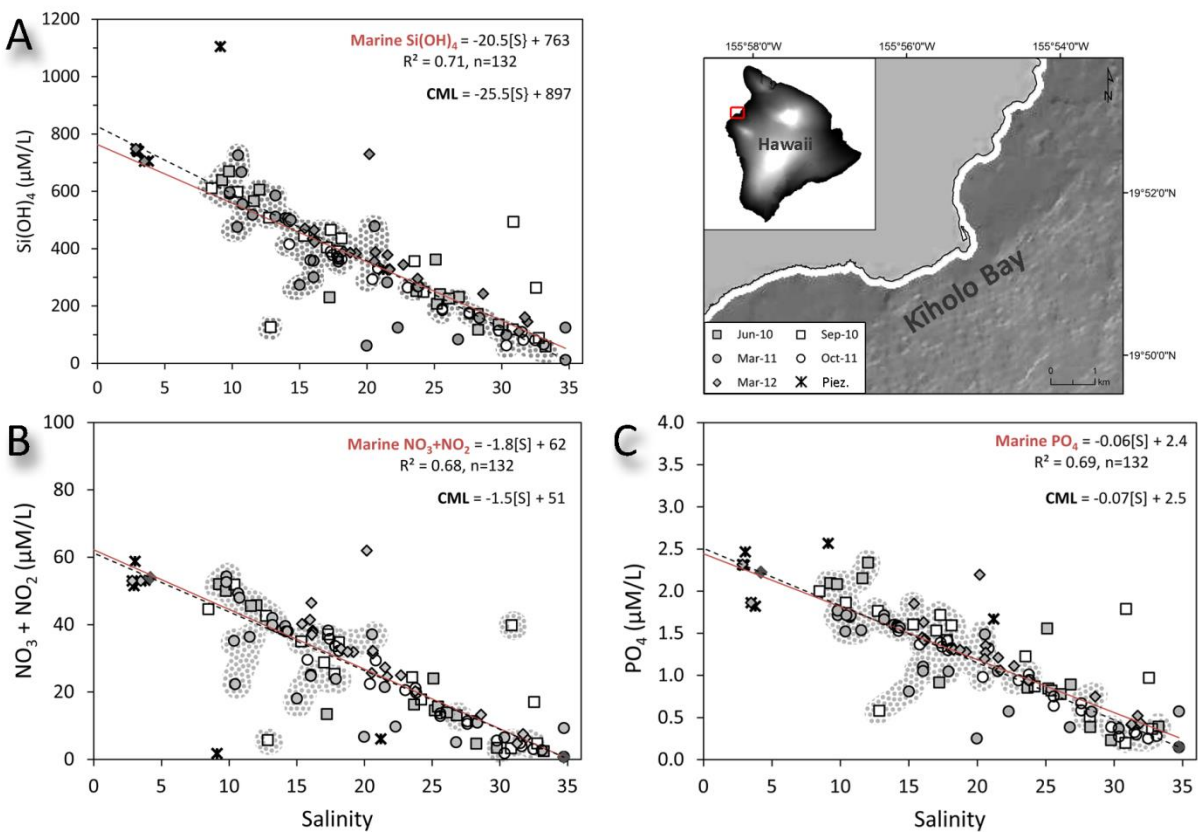 A
1200
1000
800
600
400
200
0
Si(OH)4 (µM/L)
Marine Si(OH)4 = -20.5[S} + 763
R² = 0.71, n=132
CML = -25.5[S} + 897
0 5 10 15 20 25 30 35
155°58'0"W 155°56'0"W 155°54'0"W
N
Hawaii
19°52'0"N
Kiholo Bay
Jun-10 Sep-10
Mar-11 Oct-11
Mar-12 Piez.
19°50'0"N
0 1
km
B
100
80
60
40
20
0
NO3 + NO2 (µM/L)
Marine NO3+NO2 = -1.8[S] + 62
R² = 0.68, n=132
CML = -1.5[S] + 51
0 5 10 15 20 25 30 35
Salinity
C
4.0
3.5
3.0
2.5
2.0
1.5
1.0
0.5
0.0
PO4 (µM/L)
Marine PO4 = -0.06[S] + 2.4
R² = 0.69, n=132
CML = -0.07[S] + 2.5
0 5 10 15 20 25 30 35
Salinity